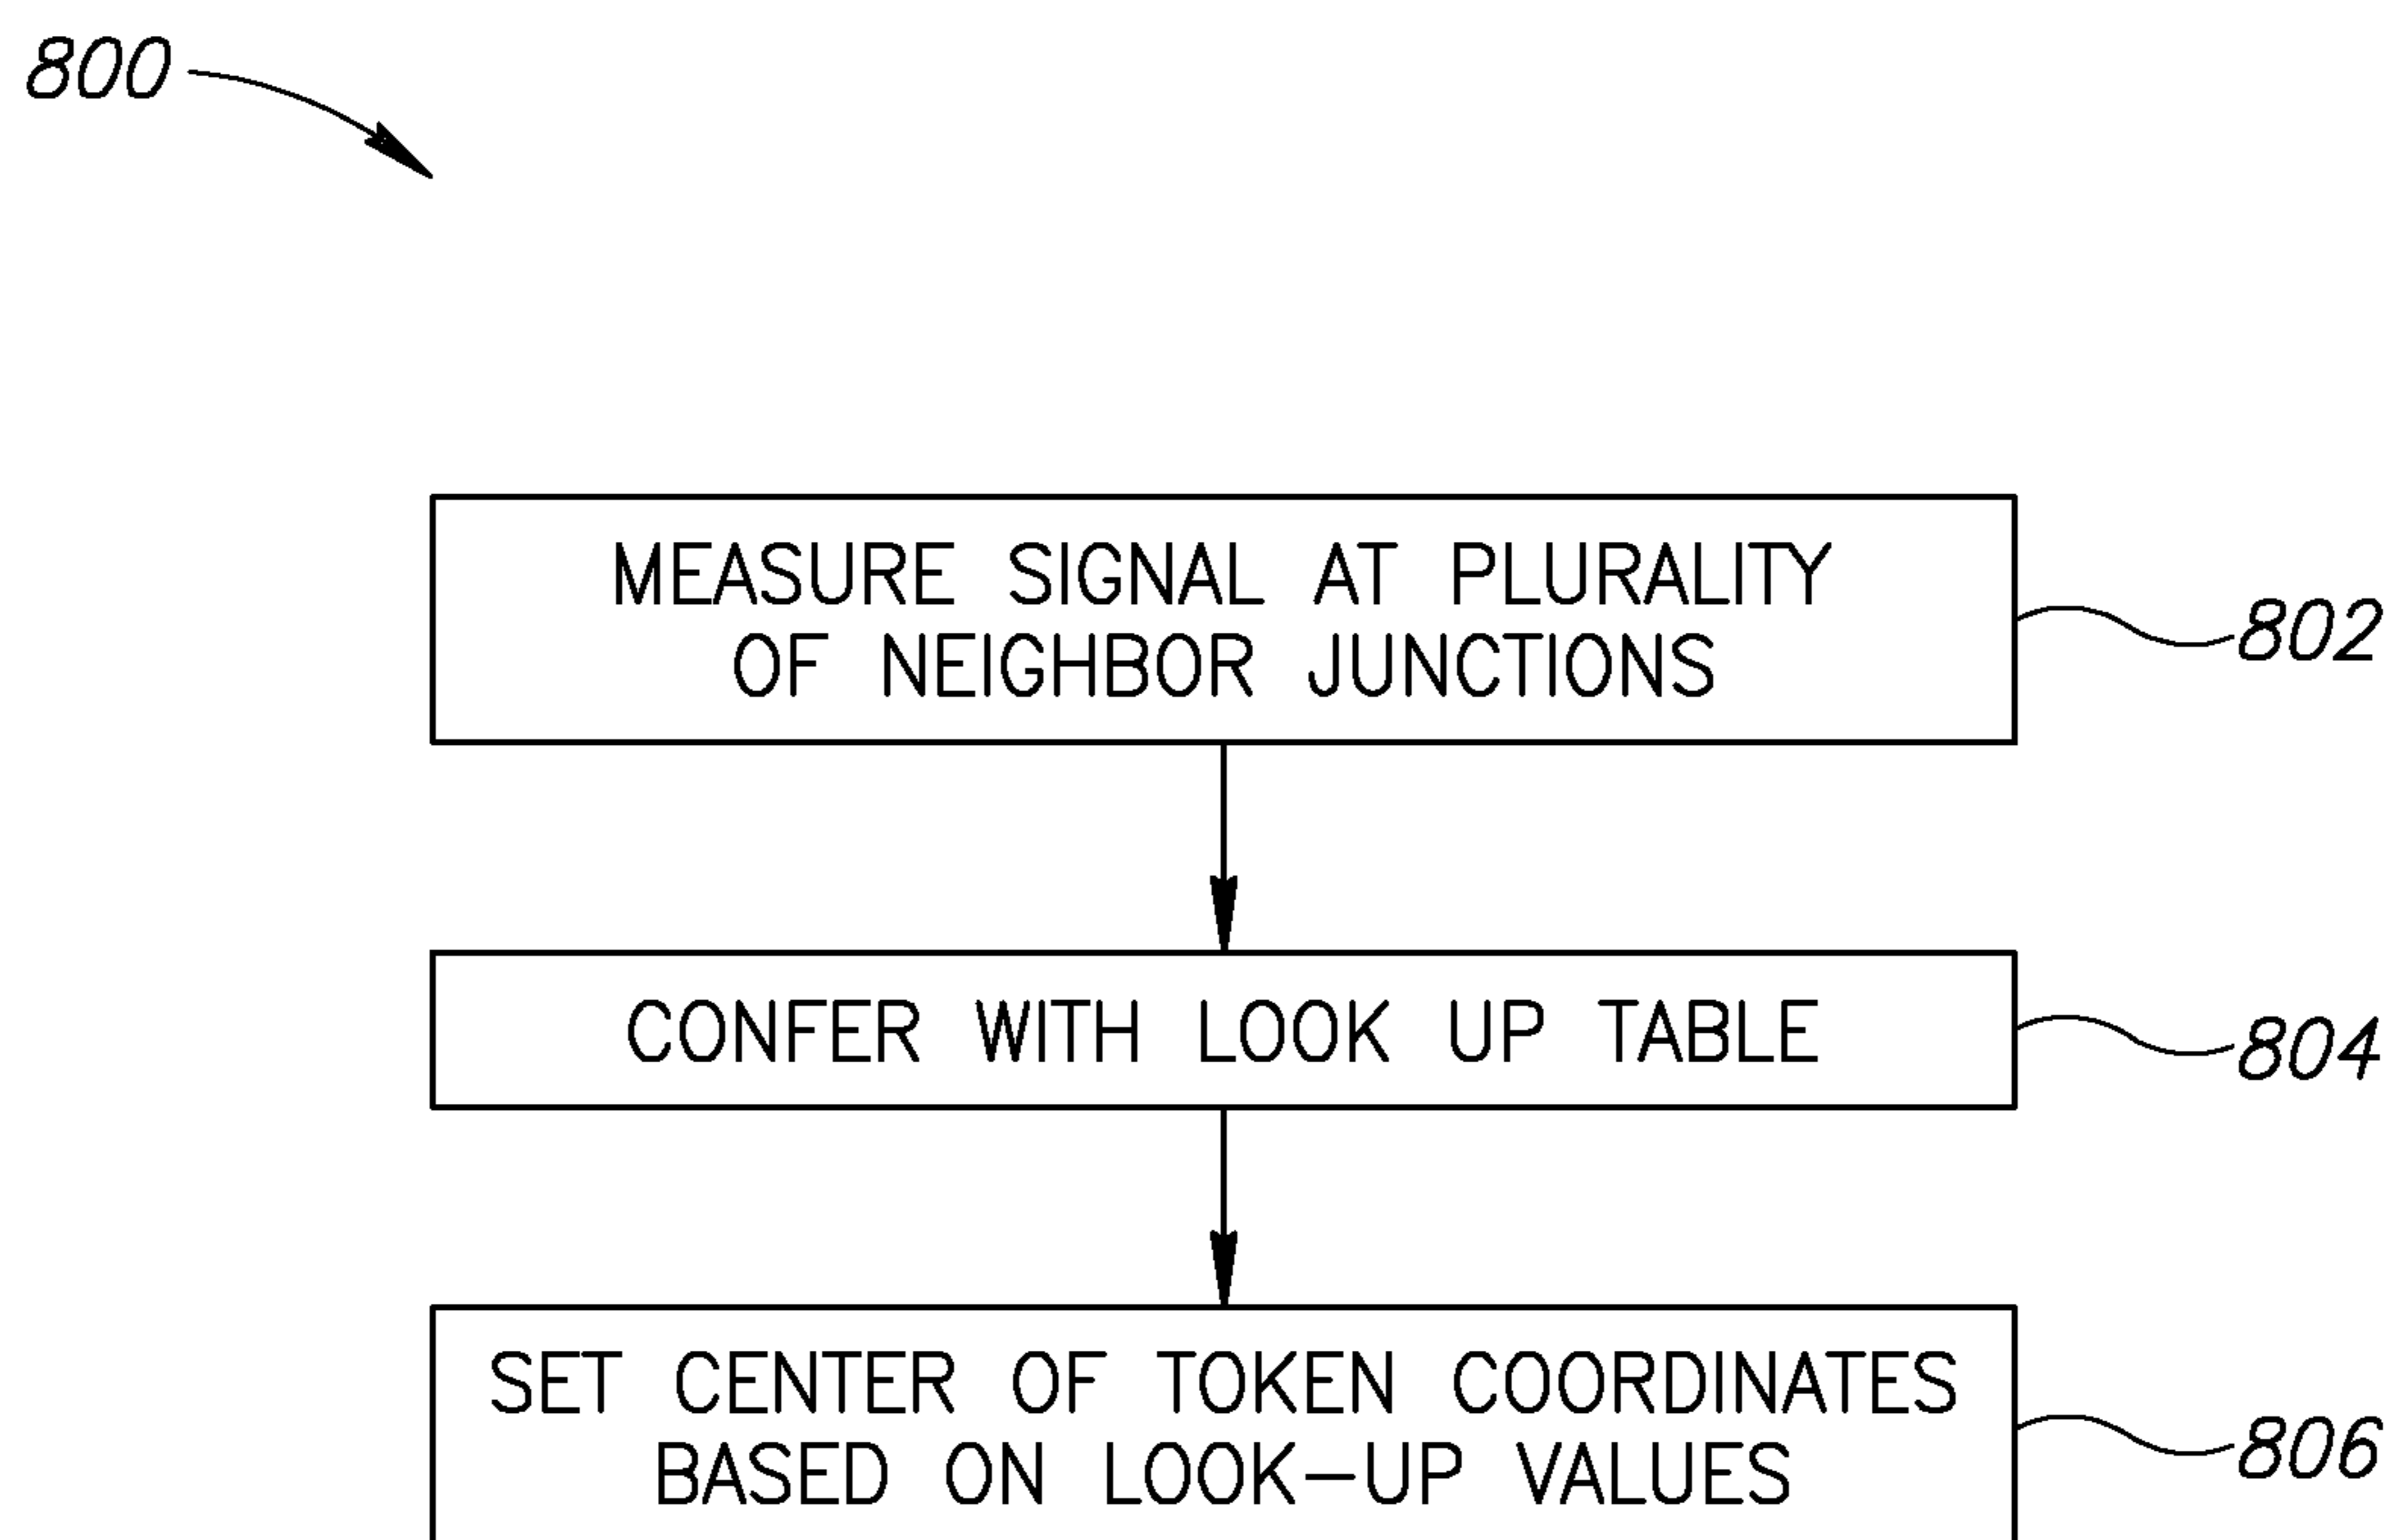 800
MEASURE SIGNAL AT PLURALITY
OF NEIGHBOR JUNCTIONS
802
CONFER WITH LOOK UP TABLE
804
SET CENTER OF TOKEN COORDINATES
BASED ON LOOK-UP VALUES
806